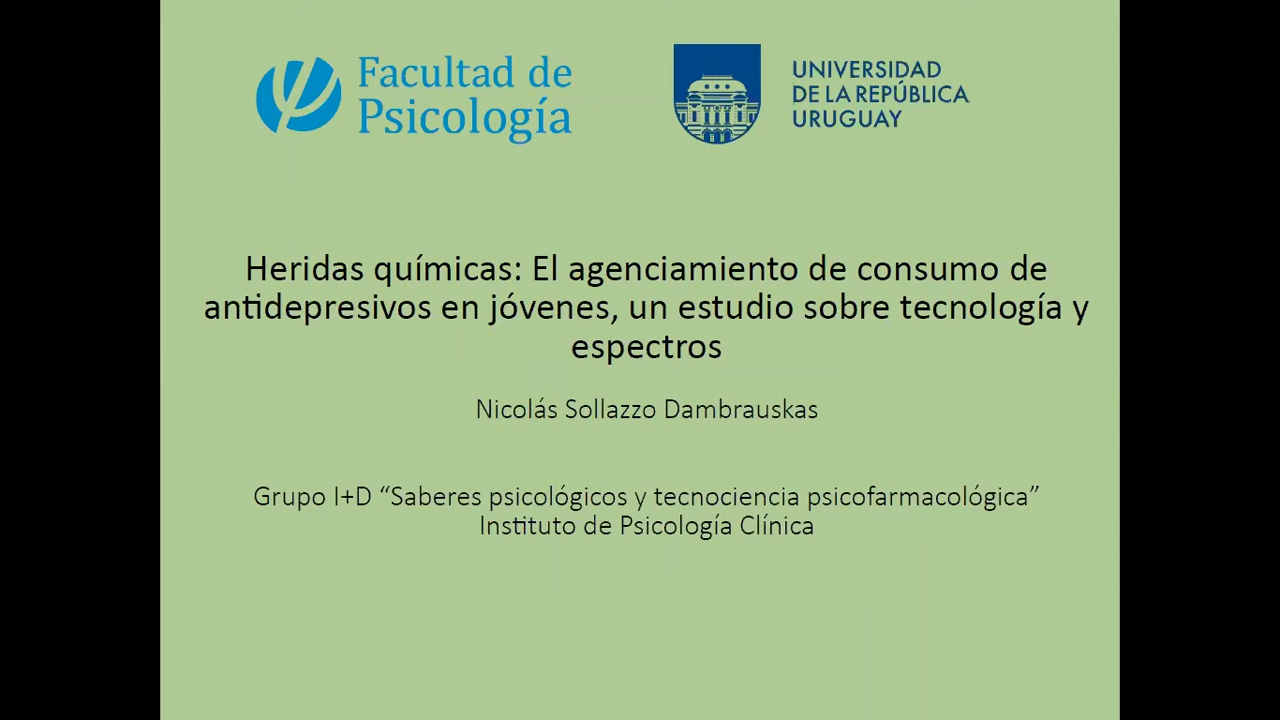 Facultad de
Psicología
UNIVERSIDAD
DE LA REPÚBLICA
URUGUAY
Heridas químicas: El agenciamiento de consumo de
antidepresivos en jóvenes, un estudio sobre tecnología y
espectros
Nicolás Sollazzo Dambrauskas
Grupo I+D “Saberes psicológicos y tecnociencia psicofarmacológica”
Instituto de Psicología Clínica